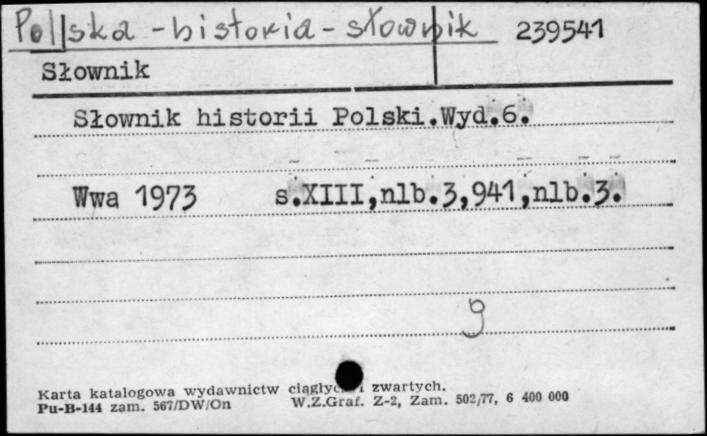 Polska - historia - słownik 239541
Słownik
Słownik historii Polski.Wyd.6.
Wwa 1973 s.XIII,nlb.3,941,nlb.3.
9
Karta katalogowa wydawnictw ciągłych i zwartych.
Pu-B-144 zam. 567/DW/On W.Z.Graf. Z-2, Zam. 502/77, 6 400 000